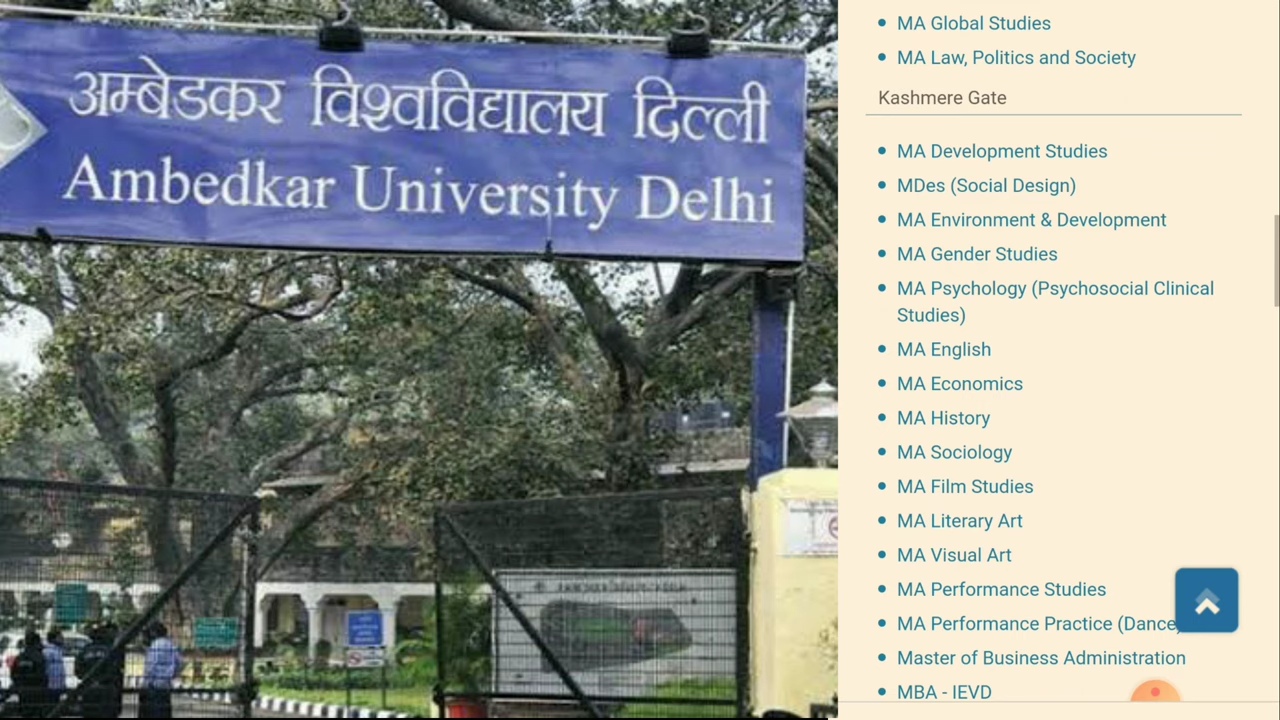 अम्बेडकर विश्वविद्यालय दिल्ली
Ambedkar University Delhi
MA Global Studies
MA Law, Politics and Society
Kashmere Gate
MA Development Studies
MDes (Social Design)
MA Environment & Development
MA Gender Studies
MA Psychology (Psychosocial Clinical
Studies)
MA English
MA Economics
MA History
MA Sociology
MA Film Studies
MA Literary Art
MA Visual Art
MA Performance Studies
MA Performance Practice (Dance)
Master of Business Administration
MBA - IEVD